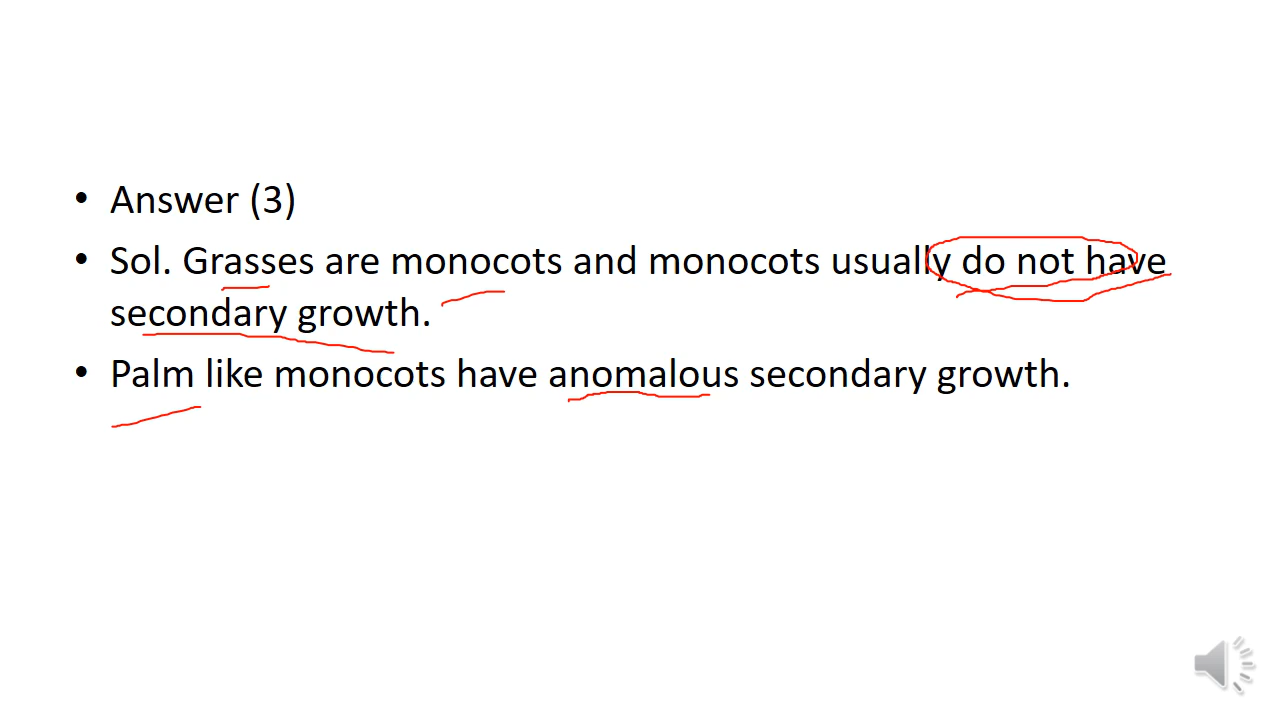 • Answer (3)
• Sol. Grasses are monocots and monocots usually do not have
secondary growth.
• Palm like monocots have anomalous secondary growth.